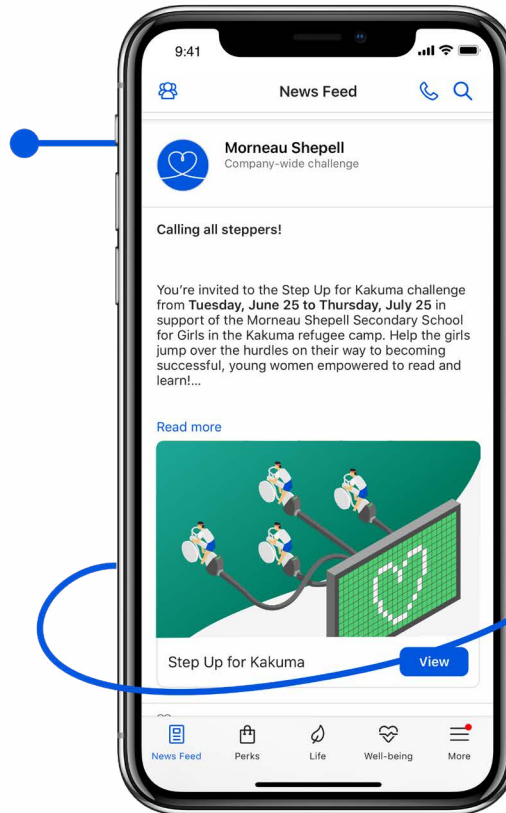 9:41
News Feed
Morneau Shepell
Company-wide challenge
Calling all steppers!
You're invited to the Step Up for Kakuma challenge
from Tuesday, June 25 to Thursday, July 25 in
support of the Morneau Shepell Secondary School
for Girls in the Kakuma refugee camp. Help the girls
jump over the hurdles on their way to becoming
successful, young women empowered to read and
learn!...
Read more
Step Up for Kakuma
View
News Feed
Perks
Life
Well-being
More